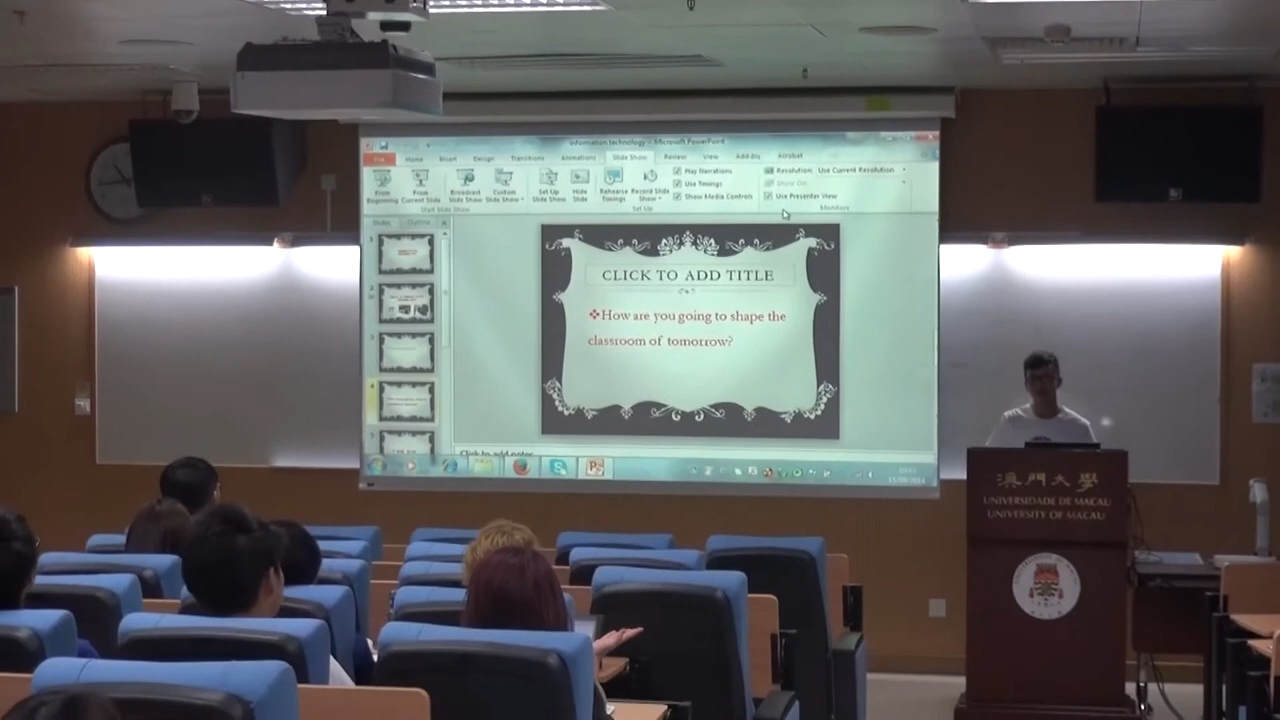 information technology - Microsoft PowerPoint
File Home Insert Design Transitions Animations Slide Show Review View Add-Ins Acrobat
From Beginning
From Current Slide
Broadcast Slide Show
Custom Slide Show
Set Up Slide Show
Hide Slide
Rehearse Timings
Record Slide Show
Play Narrations
Use Timings
Show Media Controls
Resolution: Use Current Resolution
Show On:
Use Presenter View
Start Slide Show
Set Up
Monitors
Slides Outline
CLICK TO ADD TITLE
❖How are you going to shape the
classroom of tomorrow?
Click to add notes
澳門大學
UNIVERSIDADE DE MACAU
UNIVERSITY OF MACAU